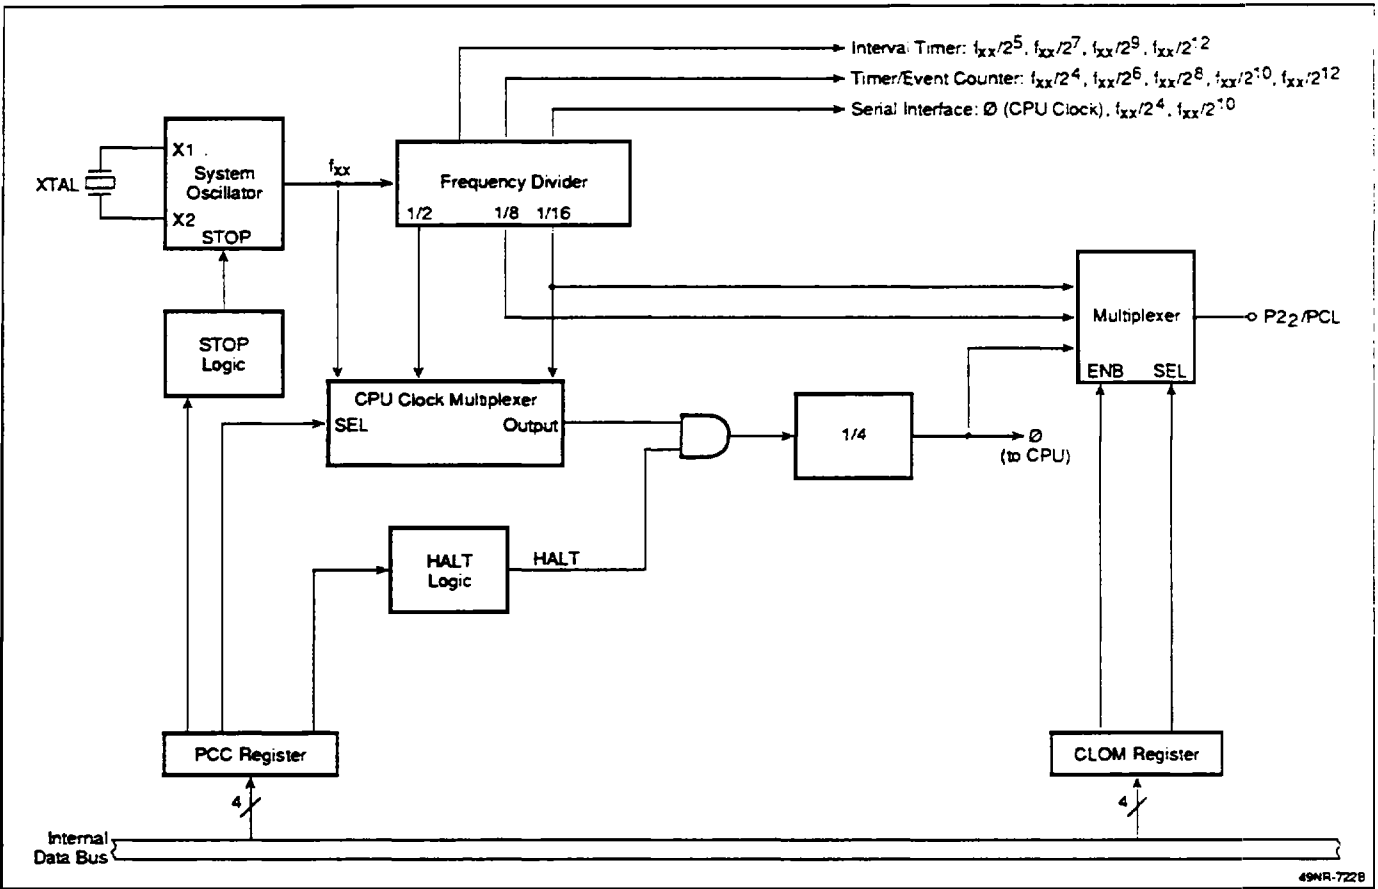 Interval Timer: fxx/2^5, fxx/2^7, fxx/2^9, fxx/2^12
Timer/Event Counter: fxx/2^4, fxx/2^6, fxx/2^8, fxx/2^10, fxx/2^12
Serial Interface: Ø (CPU Clock), fxx/2^4, fxx/2^10
XTAL
X1
System
Oscillator
X2
STOP
fxx
Frequency Divider
1/2 1/8 1/16
STOP
Logic
CPU Clock Multiplexer
SEL
Output
1/4
Ø
(to CPU)
Multiplexer
ENB SEL
P2₂/PCL
HALT
Logic
HALT
PCC Register
CLOM Register
4
4
Internal
Data Bus
49NR-722B